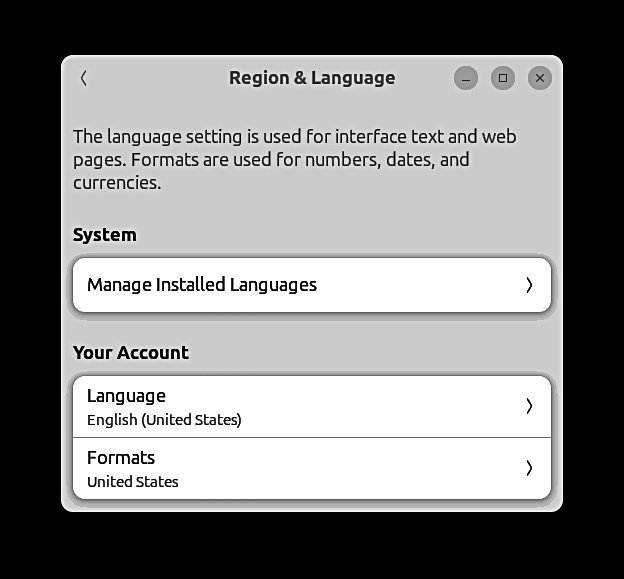 Region & Language
The language setting is used for interface text and web
pages. Formats are used for numbers, dates, and
currencies.
System
Manage Installed Languages
Your Account
Language
English (United States)
Formats
United States